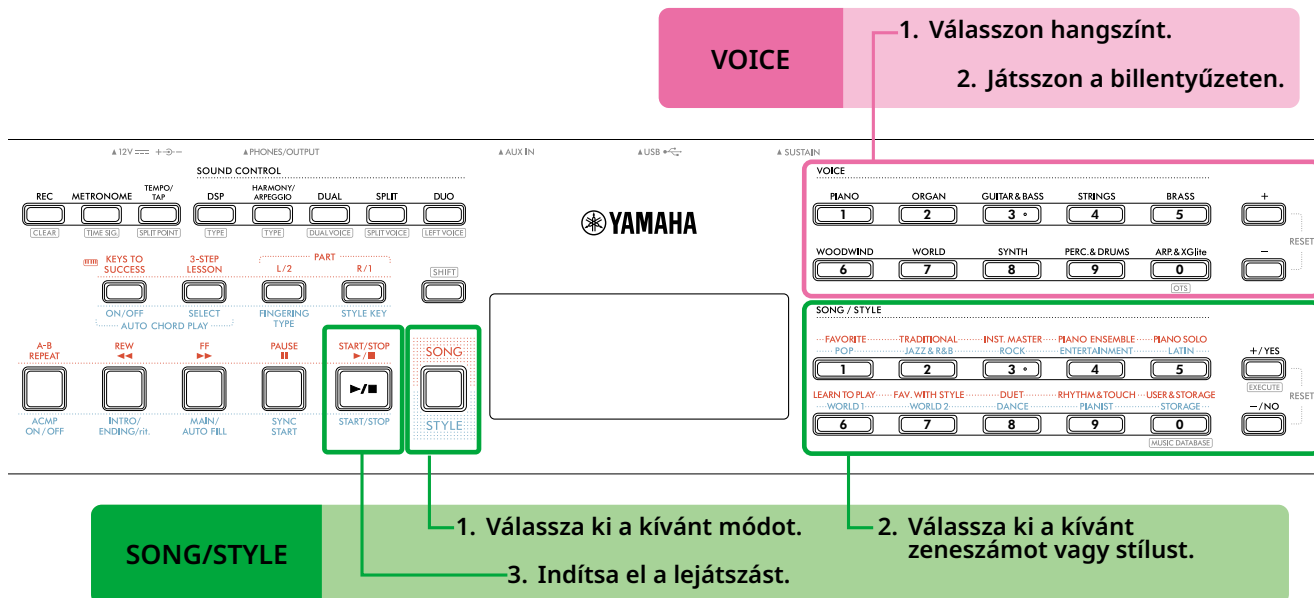 VOICE
1. Válasszon hangszínt.
2. Játsszon a billentyűzeten.
▲12V
▲PHONES/OUTPUT
▲AUX IN
▲USB
▲SUSTAIN
SOUND CONTROL
REC METRONOME TEMPO/TAP DSP HARMONY/ARPEGGIO DUAL SPLIT DUO
CLEAR TIME SIG. SPLIT POINT TYPE TYPE DUAL VOICE SPLIT VOICE LEFT VOICE
KEYS TO SUCCESS 3-STEP LESSON PART L/2 R/1 SHIFT
ON/OFF SELECT FINGERING TYPE STYLE KEY
AUTO CHORD PLAY
A-B REPEAT REW ◀◀ FF ▶▶ PAUSE START/STOP ▶/■ SONG
▶/■
ACMP ON/OFF INTRO/ENDING/rit. MAIN/AUTO FILL SYNC START START/STOP STYLE
YAMAHA
VOICE
PIANO ORGAN GUITAR & BASS STRINGS BRASS +
1 2 3 4 5
RESET
WOODWIND WORLD SYNTH PERC. & DRUMS ARP. & XGlite −
6 7 8 9 0
OTS
SONG / STYLE
FAVORITE TRADITIONAL INST. MASTER PIANO ENSEMBLE PIANO SOLO
POP JAZZ & R&B ROCK ENTERTAINMENT LATIN +/YES
1 2 3 4 5
EXECUTE
RESET
LEARN TO PLAY FAV. WITH STYLE DUET RHYTHM & TOUCH USER & STORAGE
WORLD 1 WORLD 2 DANCE PIANIST STORAGE −/NO
6 7 8 9 0
MUSIC DATABASE
SONG/STYLE
1. Válassza ki a kívánt módot.
2. Válassza ki a kívánt
zeneszámot vagy stílust.
3. Indítsa el a lejátszást.